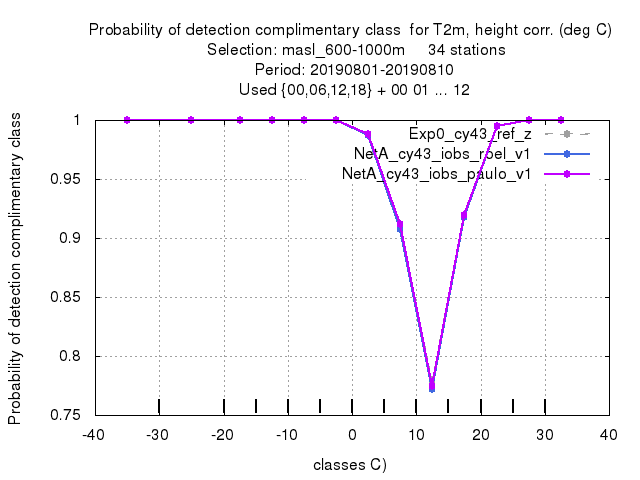 Probability of detection complimentary class  for T2m, height corr. (deg C)
Selection: masl_600-1000m     34 stations
Period: 20190801-20190810
Used {00,06,12,18} + 00 01 ... 12
Probability of detection complimentary class
1
0.95
0.9
0.85
0.8
0.75
Exp0_cy43_ref_z
NetA_cy43_iobs_roel_v1
NetA_cy43_iobs_paulo_v1
-40 -30 -20 -10 0 10 20 30 40
classes C)